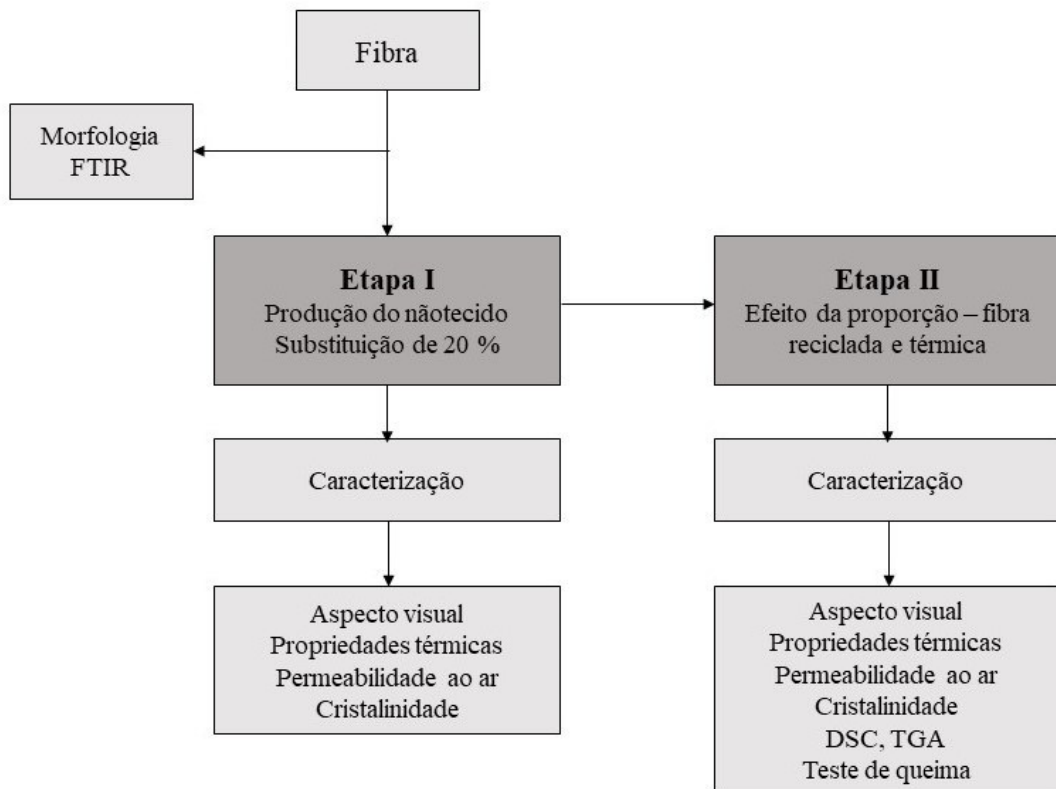 Fibra
Morfologia
FTIR
Etapa I
Produção do nãotecido
Substituição de 20 %
Etapa II
Efeito da proporção – fibra
reciclada e térmica
Caracterização
Caracterização
Aspecto visual
Propriedades térmicas
Permeabilidade ao ar
Cristalinidade
Aspecto visual
Propriedades térmicas
Permeabilidade ao ar
Cristalinidade
DSC, TGA
Teste de queima